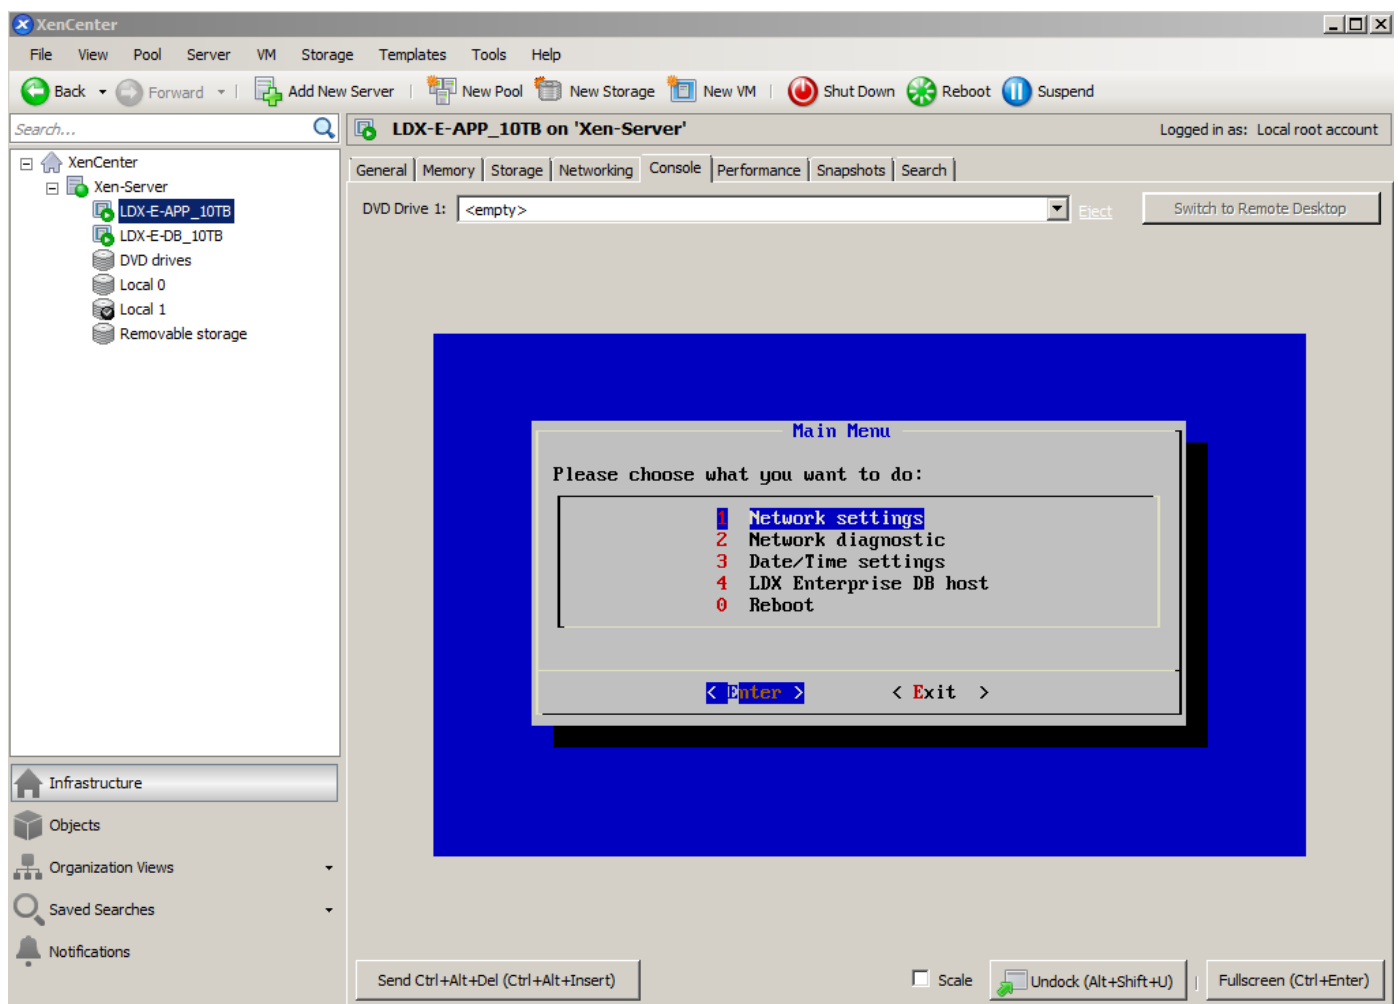 XenCenter
File View Pool Server VM Storage Templates Tools Help
Back Forward Add New Server New Pool New Storage New VM Shut Down Reboot Suspend
Search...
LDX-E-APP_10TB on 'Xen-Server' Logged in as: Local root account
XenCenter
Xen-Server
LDX-E-APP_10TB
LDX-E-DB_10TB
DVD drives
Local 0
Local 1
Removable storage
General Memory Storage Networking Console Performance Snapshots Search
DVD Drive 1: <empty> Eject Switch to Remote Desktop
Main Menu
Please choose what you want to do:
1 Network settings
2 Network diagnostic
3 Date/Time settings
4 LDX Enterprise DB host
0 Reboot
< Enter > < Exit >
Infrastructure
Objects
Organization Views
Saved Searches
Notifications
Send Ctrl+Alt+Del (Ctrl+Alt+Insert) Scale Undock (Alt+Shift+U) Fullscreen (Ctrl+Enter)